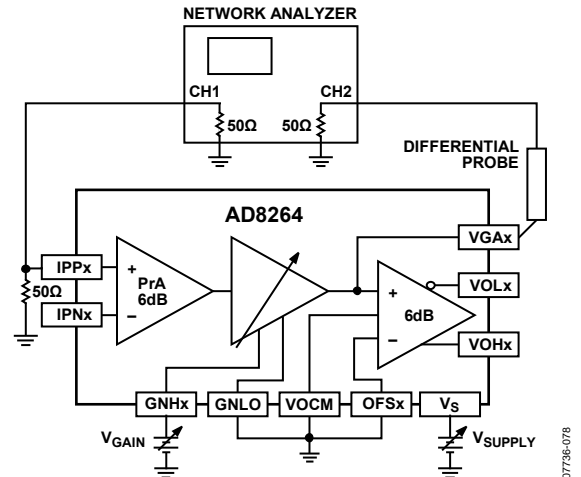 NETWORK ANALYZER
CH1
CH2
50Ω
50Ω
DIFFERENTIAL
PROBE
AD8264
VGAx
IPPx
+
PrA
6dB
–
50Ω
IPNx
+
6dB
–
VOLx
VOHx
GNHx
GNLO
VOCM
OFSx
VS
VGAIN
VSUPPLY
07736-078